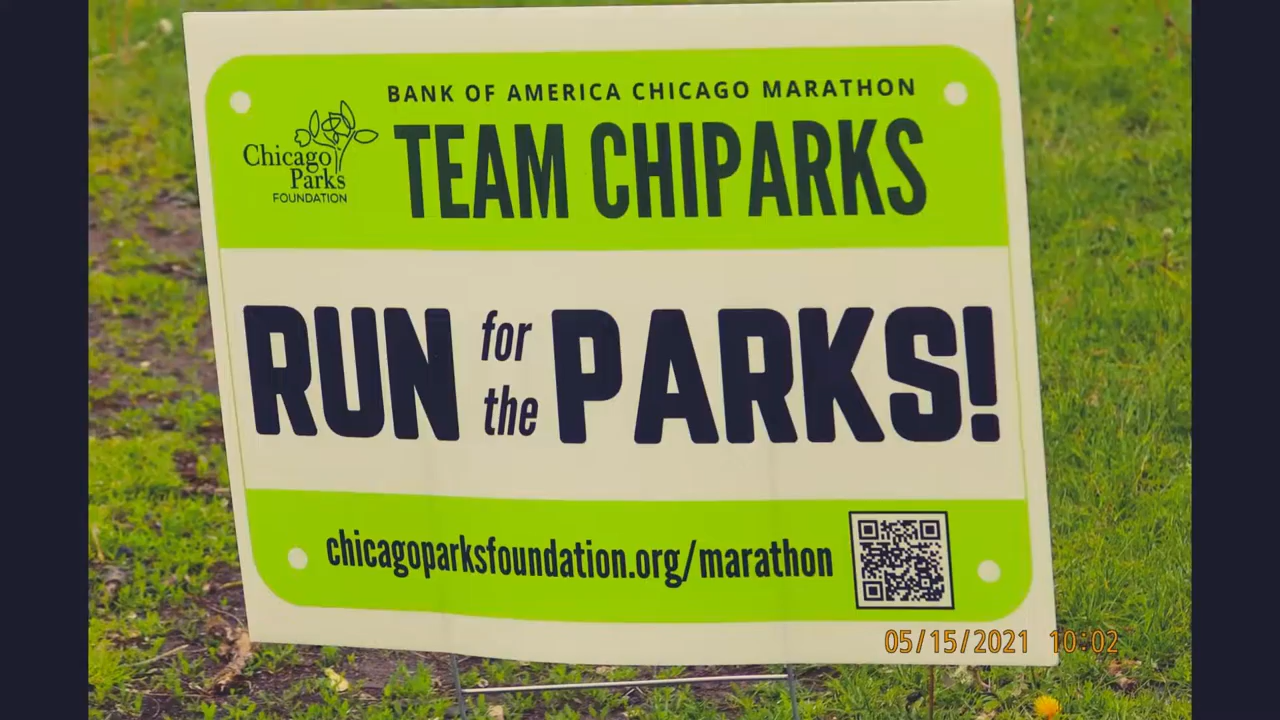 BANK OF AMERICA CHICAGO MARATHON
TEAM CHIPARKS
Chicago
Parks
FOUNDATION
RUN for the PARKS!
chicagoparksfoundation.org/marathon
05/15/2021 10:02